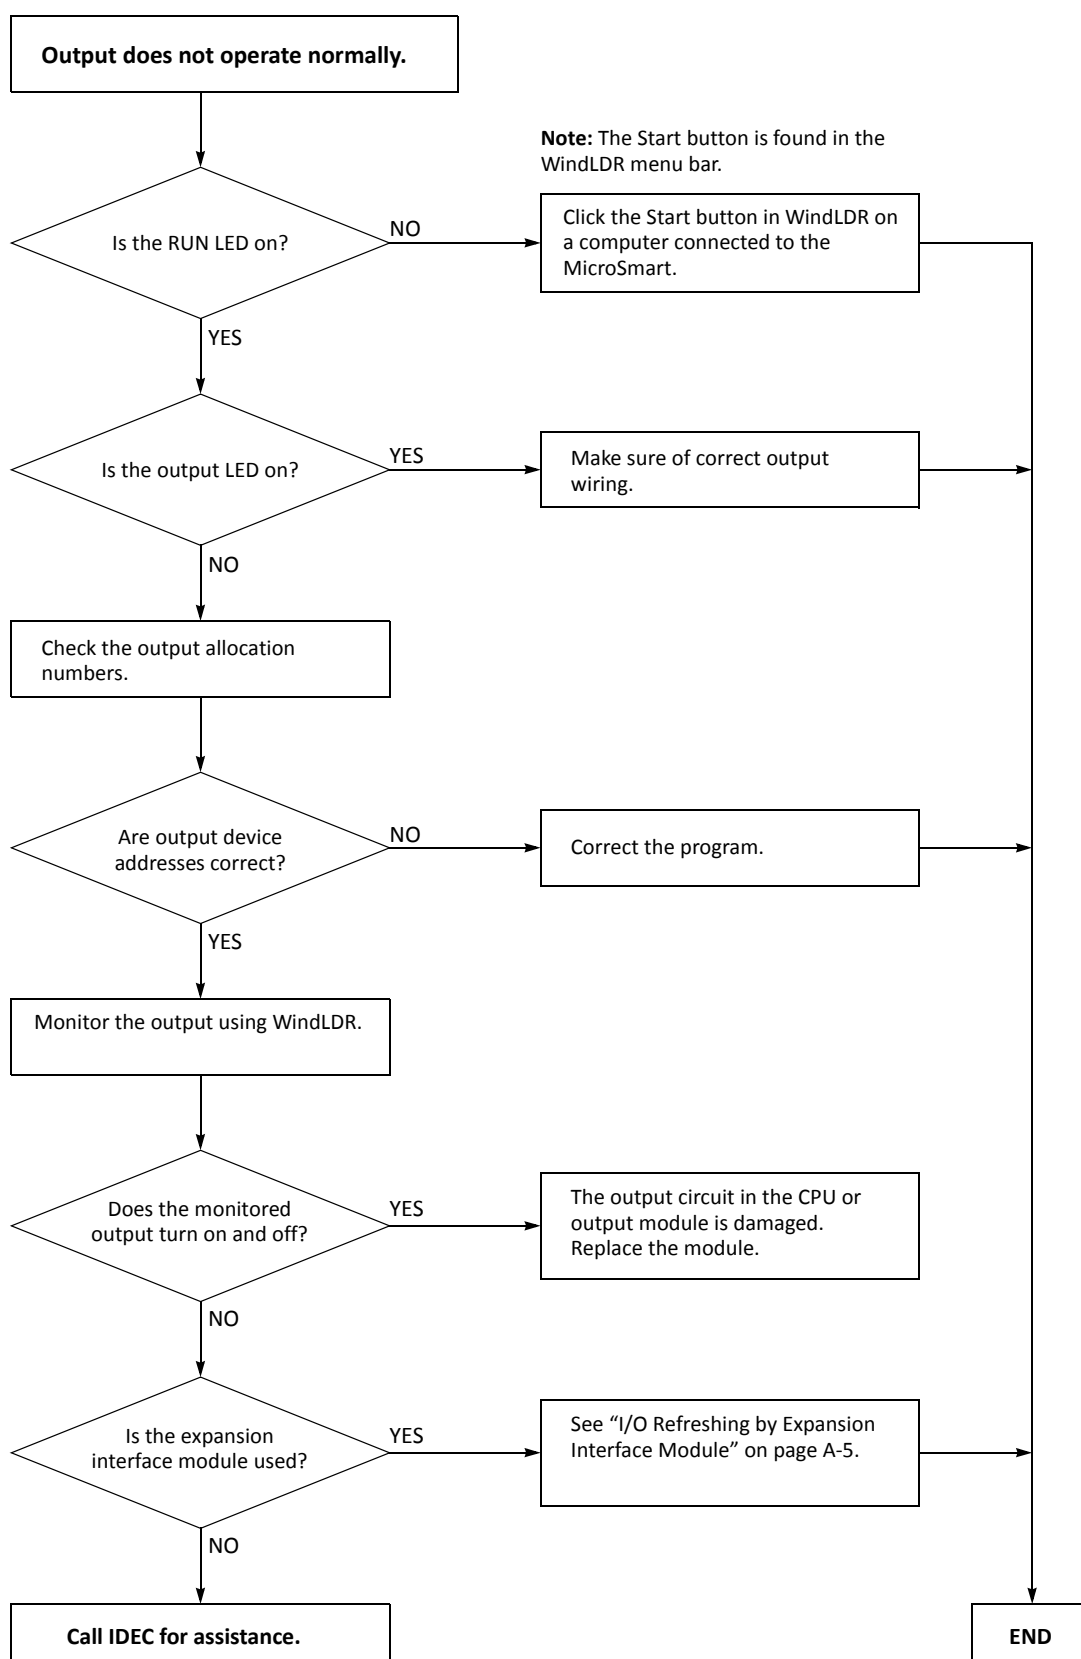 Output does not operate normally.
Note: The Start button is found in the
WindLDR menu bar.
Is the RUN LED on?
NO
Click the Start button in WindLDR on
a computer connected to the
MicroSmart.
YES
Is the output LED on?
YES
Make sure of correct output
wiring.
NO
Check the output allocation
numbers.
Are output device
addresses correct?
NO
Correct the program.
YES
Monitor the output using WindLDR.
Does the monitored
output turn on and off?
YES
The output circuit in the CPU or
output module is damaged.
Replace the module.
NO
Is the expansion
interface module used?
YES
See “I/O Refreshing by Expansion
Interface Module” on page A-5.
NO
Call IDEC for assistance.
END